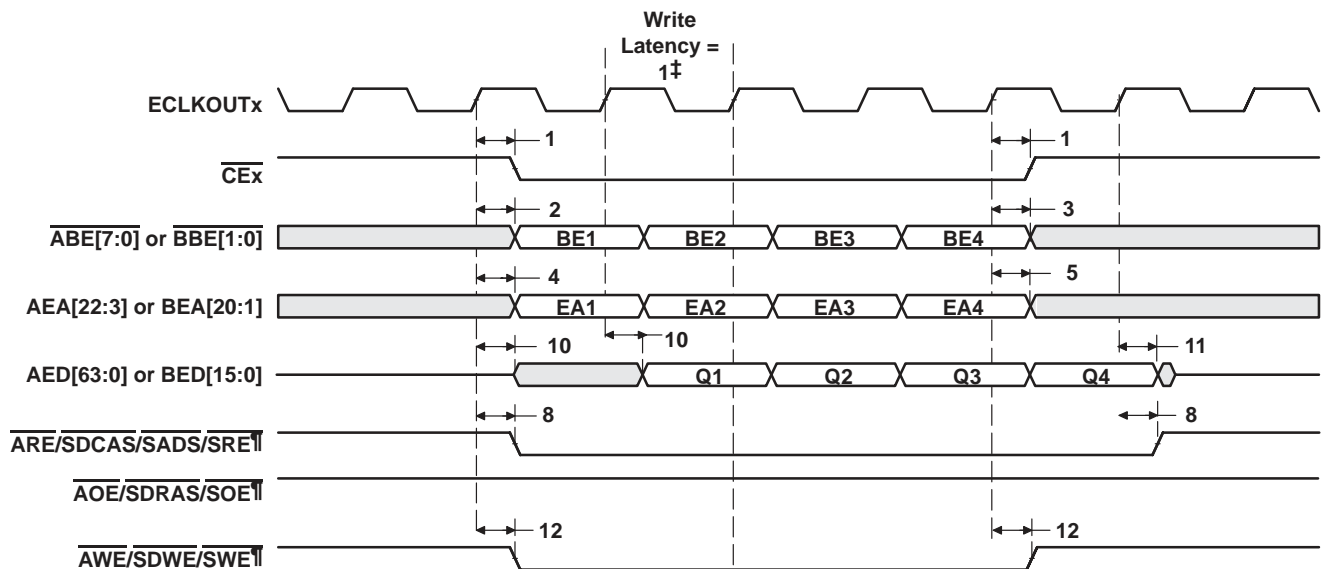 Write
Latency =
1‡
ECLKOUTx
1
1
CEx
2
3
ABE[7:0] or BBE[1:0]
BE1
BE2
BE3
BE4
4
5
AEA[22:3] or BEA[20:1]
EA1
EA2
EA3
EA4
10
10
11
AED[63:0] or BED[15:0]
Q1
Q2
Q3
Q4
8
8
ARE/SDCAS/SADS/SRE¶
AOE/SDRAS/SOE¶
12
12
AWE/SDWE/SWE¶